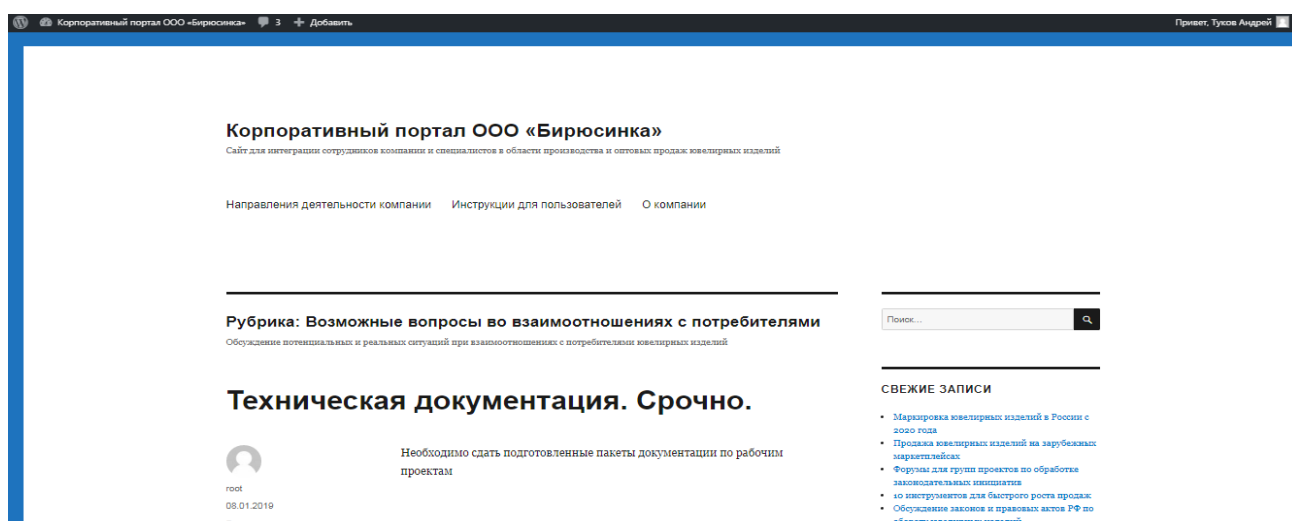 Корпоративный портал ООО «Бирюсинка» 3 Добавить Привет, Туков Андрей
Корпоративный портал ООО «Бирюсинка»
Сайт для интеграции сотрудников компании и специалистов в области производства и оптовых продаж ювелирных изделий
Направления деятельности компании Инструкции для пользователей О компании
Рубрика: Возможные вопросы во взаимоотношениях с потребителями
Обсуждение потенциальных и реальных ситуаций при взаимоотношениях с потребителями ювелирных изделий
Техническая документация. Срочно.
Необходимо сдать подготовленные пакеты документации по рабочим
проектам
root
08.01.2019
Поиск...
СВЕЖИЕ ЗАПИСИ
Маркировка ювелирных изделий в России с
2020 года
Продажа ювелирных изделий на зарубежных
маркетплейсах
Форумы для групп проектов по обработке
законодательных инициатив
10 инструментов для быстрого роста продаж
Обсуждение законов и правовых актов РФ по